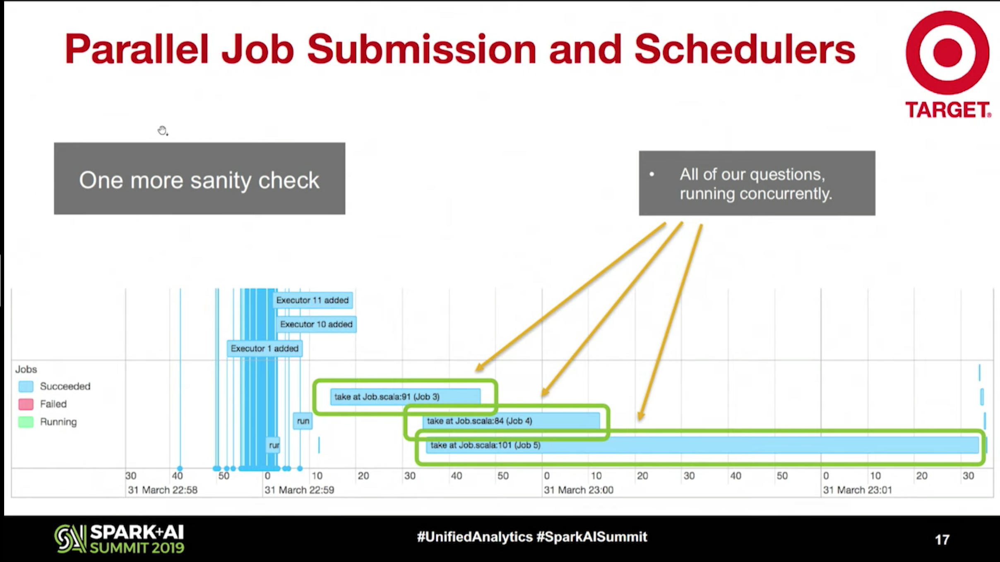 Parallel Job Submission and Schedulers
TARGET®
One more sanity check
• All of our questions,
running concurrently.
Executor 11 added
Executor 10 added
Executor 1 added
Jobs
Succeeded
Failed
Running
take at Job.scala:91 (Job 3)
run
take at Job.scala:84 (Job 4)
rur
take at Job.scala:101 (Job 5)
30 40 50 0 10 20 30 40 50 0 10 20 30 40 50 0 10 20 30
31 March 22:58 31 March 22:59 31 March 23:00 31 March 23:01
SPARK+AI
SUMMIT 2019
#UnifiedAnalytics #SparkAISummit
17